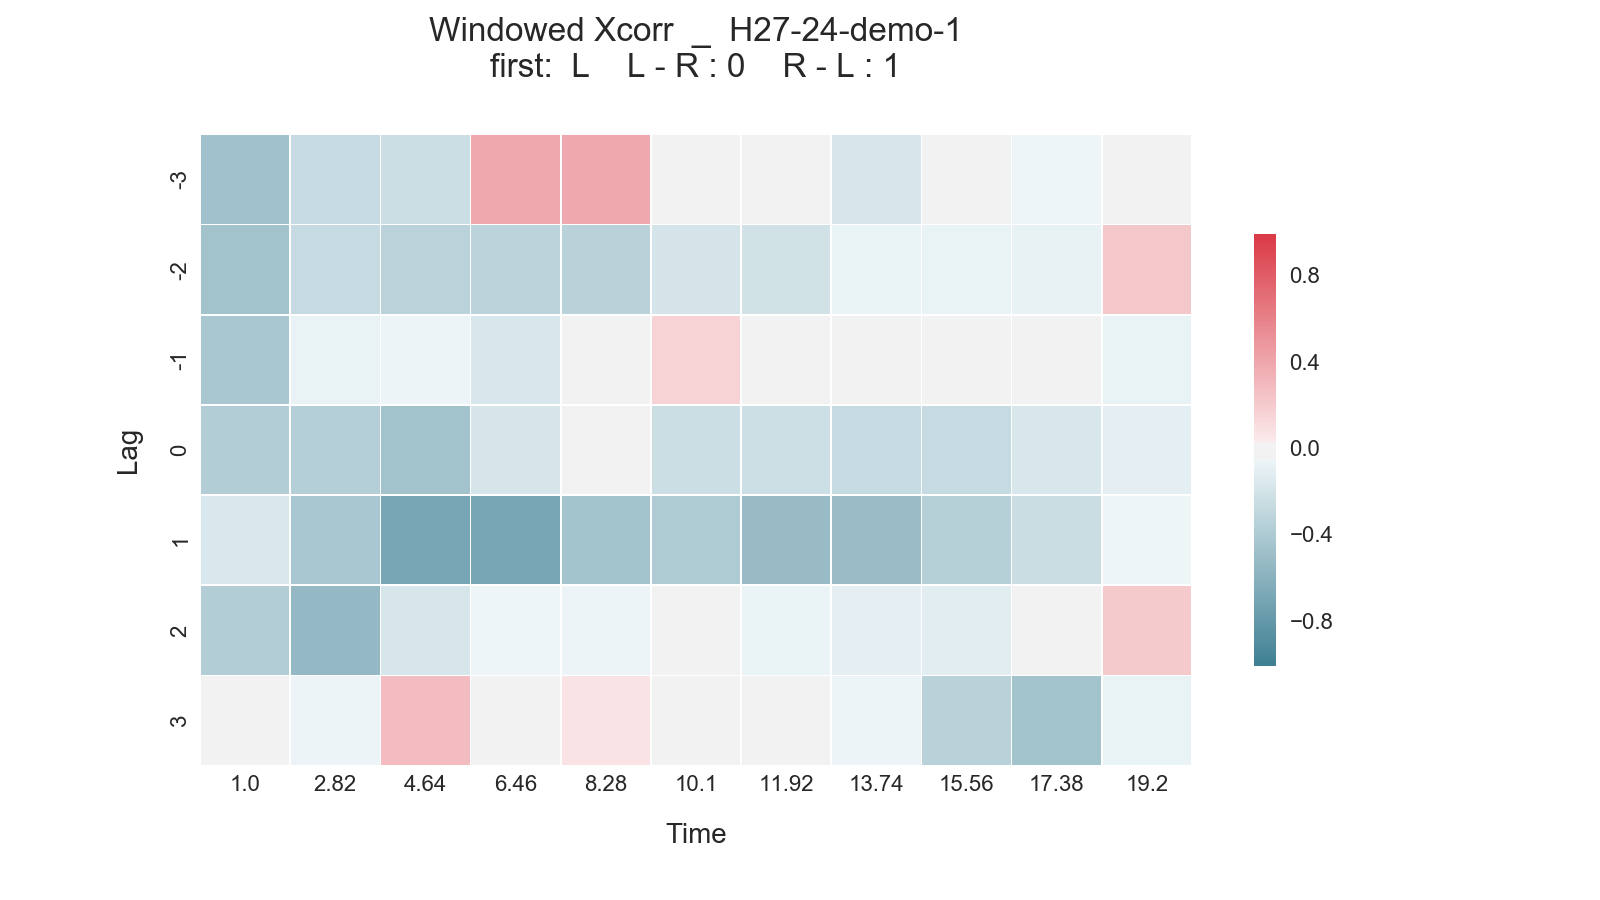 Windowed Xcorr _ H27-24-demo-1
first: L L - R : 0 R - L : 1
Lag
-3
-2
-1
0
1
2
3
1.0 2.82 4.64 6.46 8.28 10.1 11.92 13.74 15.56 17.38 19.2
Time
0.8
0.4
0.0
−0.4
−0.8